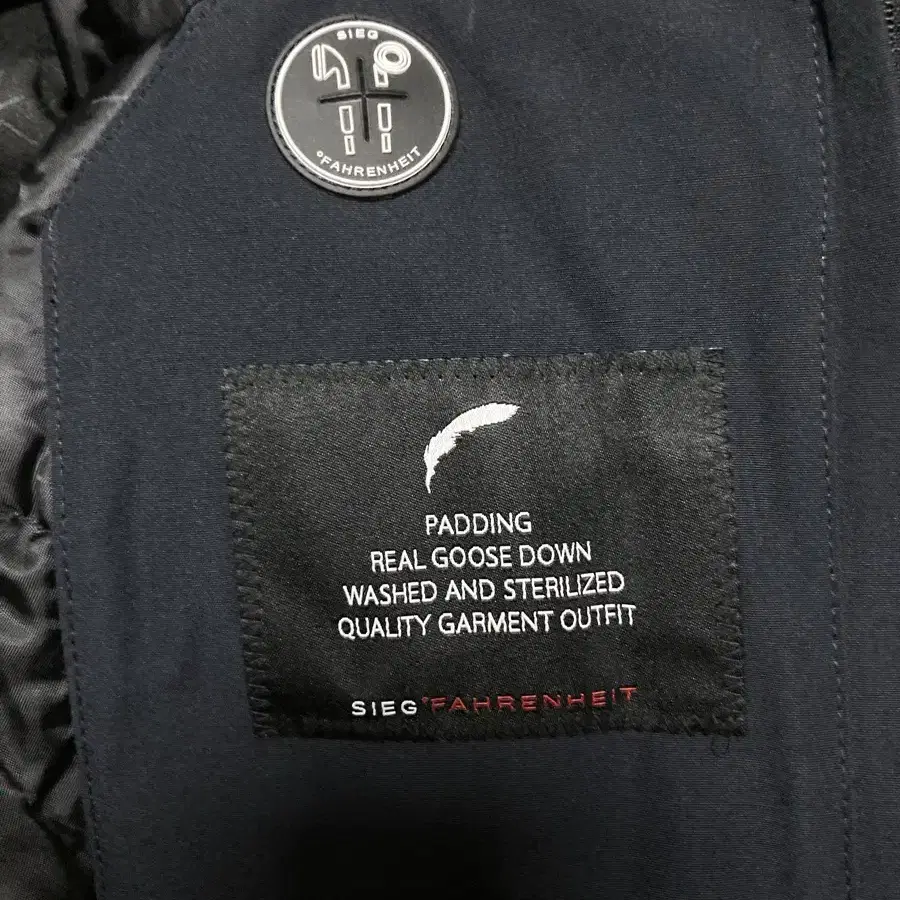 SIEG
°FAHRENHEIT
PADDING
REAL GOOSE DOWN
WASHED AND STERILIZED
QUALITY GARMENT OUTFIT
SIEG°FAHRENHEIT